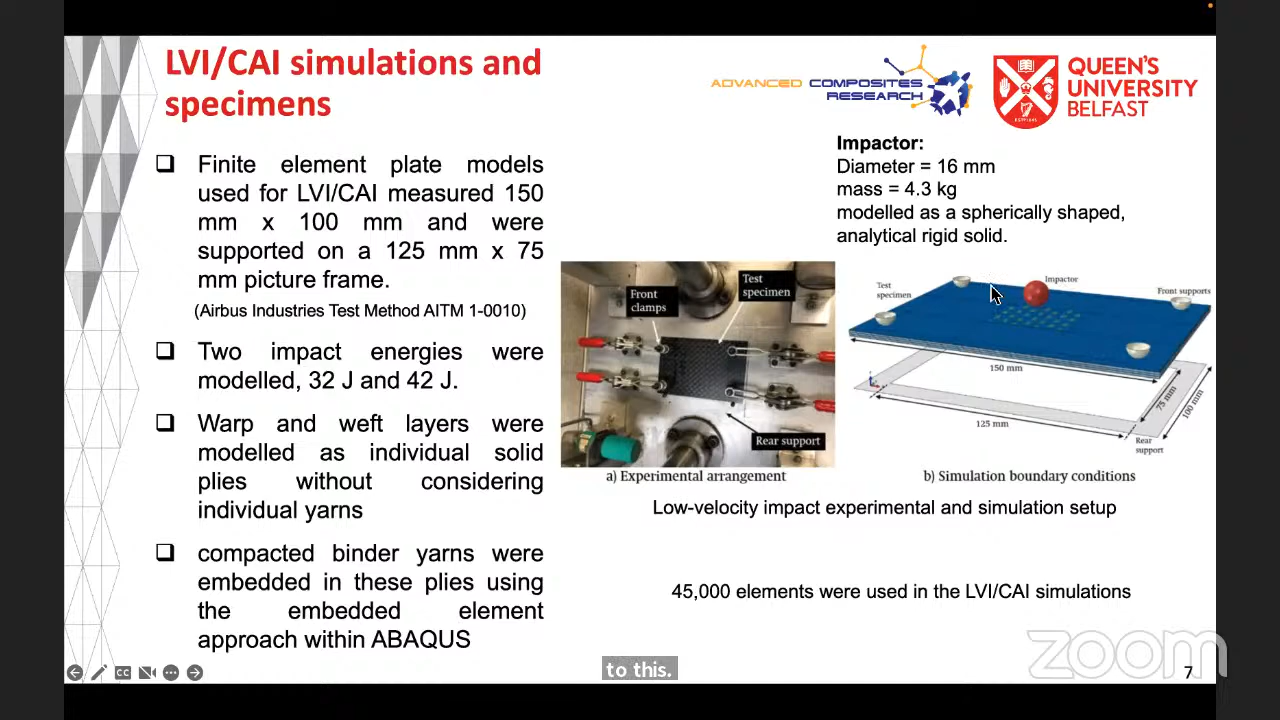 LVI/CAI simulations and
specimens
ADVANCED COMPOSITES
RESEARCH
QUEEN'S
UNIVERSITY
BELFAST
❑ Finite element plate models
used for LVI/CAI measured 150
mm x 100 mm and were
supported on a 125 mm x 75
mm picture frame.
(Airbus Industries Test Method AITM 1-0010)
❑ Two impact energies were
modelled, 32 J and 42 J.
❑ Warp and weft layers were
modelled as individual solid
plies without considering
individual yarns
❑ compacted binder yarns were
embedded in these plies using
the embedded element
approach within ABAQUS
Impactor:
Diameter = 16 mm
mass = 4.3 kg
modelled as a spherically shaped,
analytical rigid solid.
Front
clamps
Test
specimen
Rear support
a) Experimental arrangement
Test
specimen
Impactor
Front supports
150 mm
125 mm
75 mm
100 mm
Rear
support
b) Simulation boundary conditions
Low-velocity impact experimental and simulation setup
45,000 elements were used in the LVI/CAI simulations
zoom
CC
to this.
7